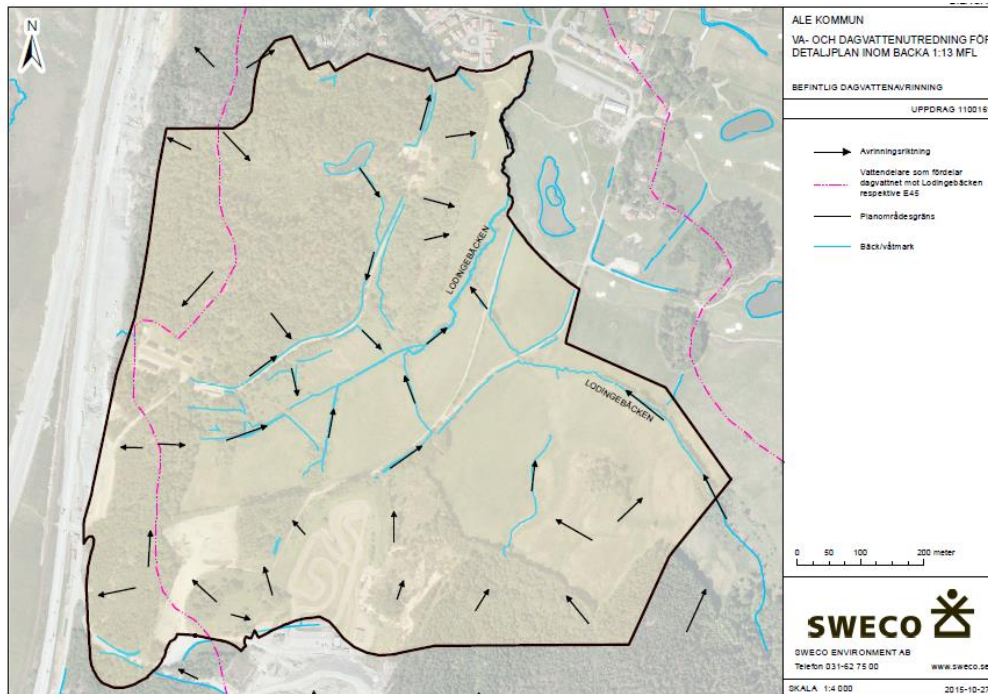 N
ALE KOMMUN
VA- OCH DAGVATTENUTREDNING FÖR
DETALJPLAN INOM BACKA 1:13 MFL
BEFINTLIG DAGVATTENAVRINNING
UPPDRAG 1100169
Avrinningsriktning
Vattendelare som fördelar
dagvattnet mot Lodingebäcken
respektive E45
Planområdesgräns
Bäck/våtmark
LODINGEBÄCKEN
LODINGEBÄCKEN
0 50 100 200 meter
SWECO
SWECO ENVIRONMENT AB
Telefon 031-62 75 00 www.sweco.se
SKALA 1:4 000 2015-10-27